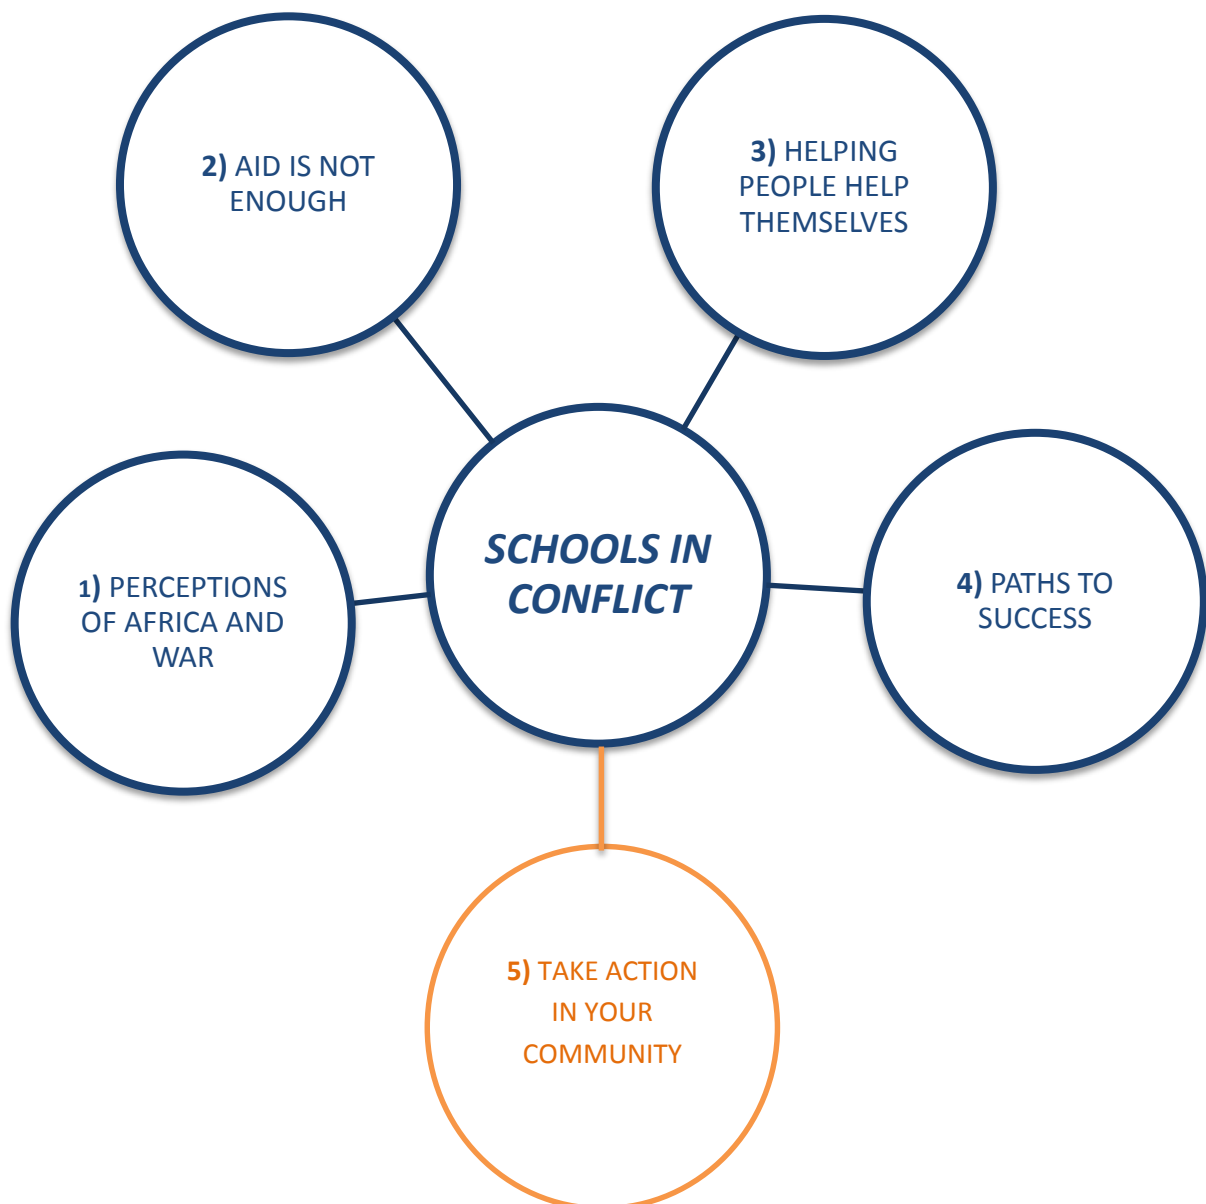 2) AID IS NOT
ENOUGH
3) HELPING
PEOPLE HELP
THEMSELVES
SCHOOLS IN
CONFLICT
1) PERCEPTIONS
OF AFRICA AND
WAR
4) PATHS TO
SUCCESS
5) TAKE ACTION
IN YOUR
COMMUNITY